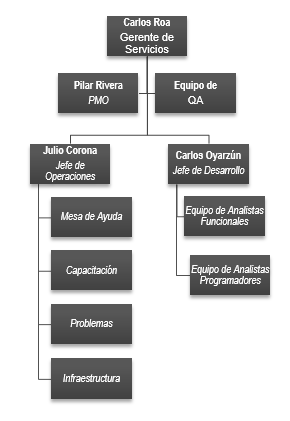 Carlos Roa
Gerente de
Servicios
Pilar Rivera
PMO
Equipo de
QA
Julio Corona
Jefe de
Operaciones
Carlos Oyarzún
Jefe de Desarrollo
Mesa de Ayuda
Capacitación
Problemas
Infraestructura
Equipo de Analistas
Funcionales
Equipo de Analistas
Programadores